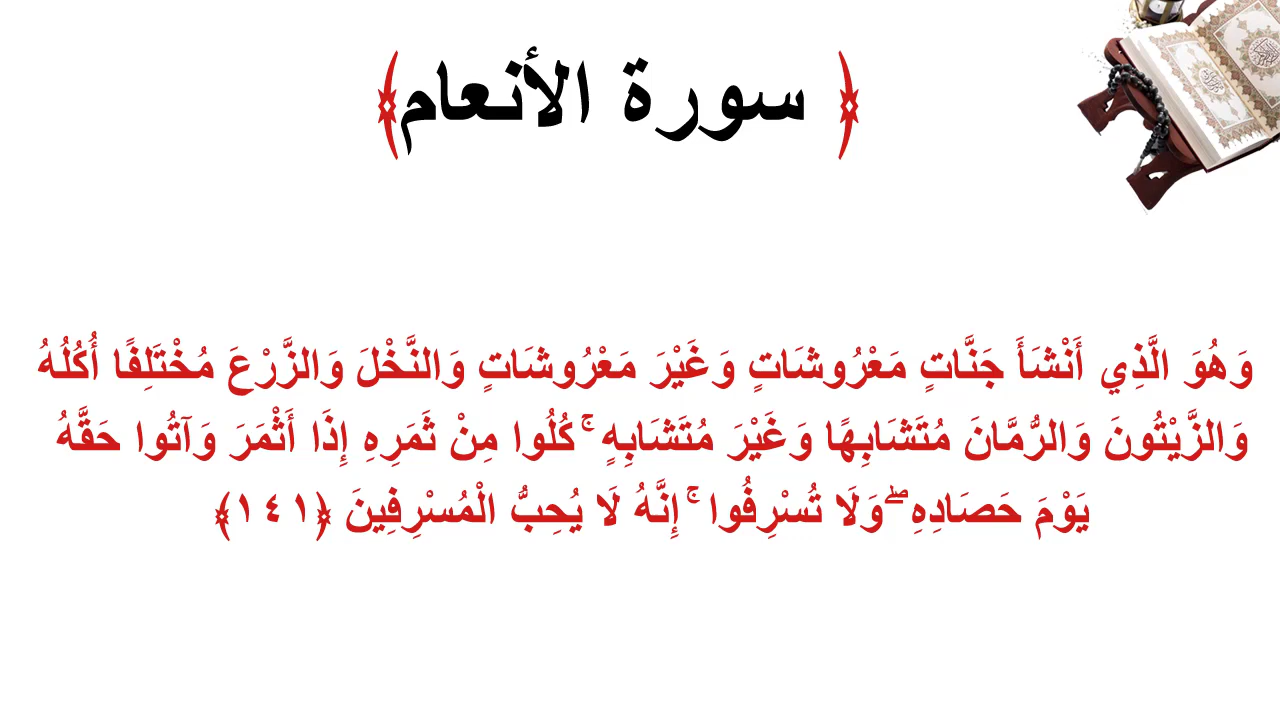 ﴿ سورة الأنعام﴾
وَهُوَ الَّذِي أَنْشَأَ جَنَّاتٍ مَعْرُوشَاتٍ وَغَيْرَ مَعْرُوشَاتٍ وَالنَّخْلَ وَالزَّرْعَ مُخْتَلِفًا أُكُلُهُ
وَالزَّيْتُونَ وَالرُّمَّانَ مُتَشَابِهًا وَغَيْرَ مُتَشَابِهٍ ۚ كُلُوا مِنْ ثَمَرِهِ إِذَا أَثْمَرَ وَآتُوا حَقَّهُ
يَوْمَ حَصَادِهِ ۖ وَلَا تُسْرِفُوا ۚ إِنَّهُ لَا يُحِبُّ الْمُسْرِفِينَ ﴿١٤١﴾